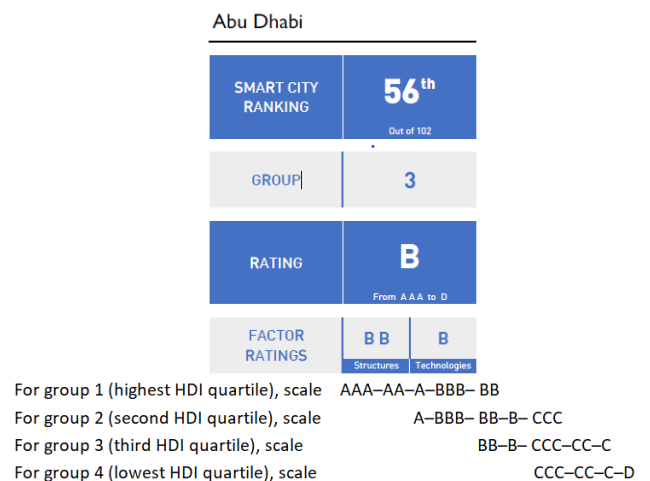 Abu Dhabi
SMART CITY RANKING 56th
Out of 102
GROUP 3
RATING B
From AAA to D
FACTOR RATINGS BB B
Structures Technologies
For group 1 (highest HDI quartile), scale AAA–AA–A–BBB– BB
For group 2 (second HDI quartile), scale A–BBB– BB–B– CCC
For group 3 (third HDI quartile), scale BB–B– CCC–CC–C
For group 4 (lowest HDI quartile), scale CCC–CC–C–D